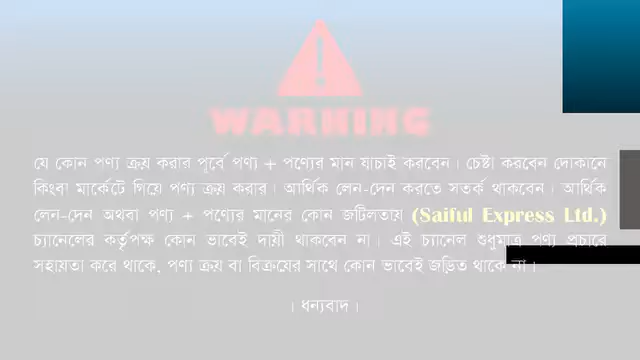 WARNING
যে কোন পণ্য ক্রয় করার পূর্বে পণ্য + পণ্যের মান যাচাই করবেন। চেষ্টা করবেন দোকানে
কিংবা মার্কেটে গিয়ে পণ্য ক্রয় করার। আর্থিক লেন-দেন করতে সতর্ক থাকবেন। আর্থিক
লেন-দেন অথবা পণ্য + পণ্যের মানের কোন জটিলতায় (Saiful Express Ltd.)
চ্যানেলের কর্তৃপক্ষ কোন ভাবেই দায়ী থাকবেন না। এই চ্যানেল শুধুমাত্র পণ্য প্রচারে
সহায়তা করে থাকে, পণ্য ক্রয় বা বিক্রয়ের সাথে কোন ভাবেই জড়িত থাকে না।
। ধন্যবাদ।